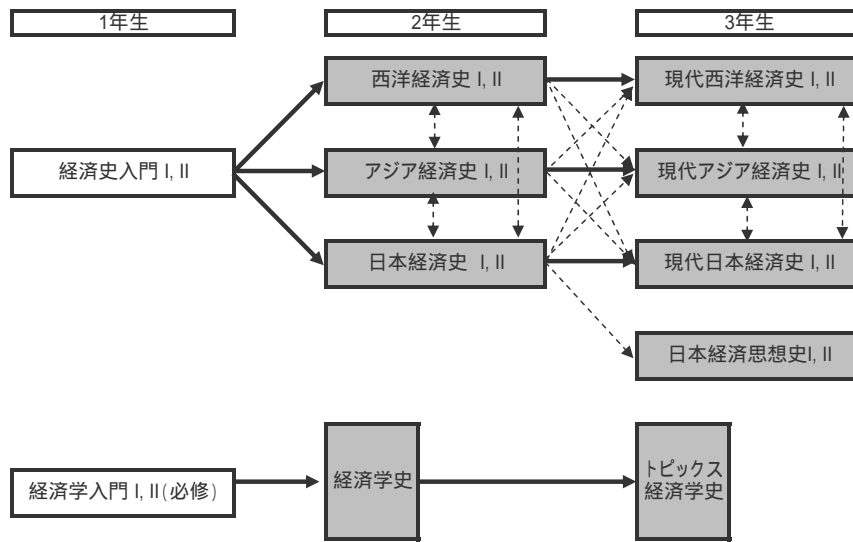 1年生
2年生
3年生
西洋経済史 I, II
現代西洋経済史 I, II
経済史入門 I, II
アジア経済史 I, II
現代アジア経済史 I, II
日本経済史 I, II
現代日本経済史 I, II
日本経済思想史I, II
経済学入門 I, II(必修)
経済学史
トピックス
経済学史